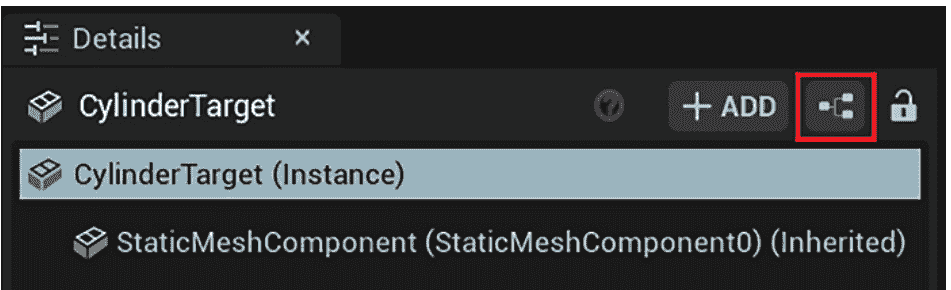 Details
CylinderTarget + ADD
CylinderTarget (Instance)
StaticMeshComponent (StaticMeshComponent0) (Inherited)